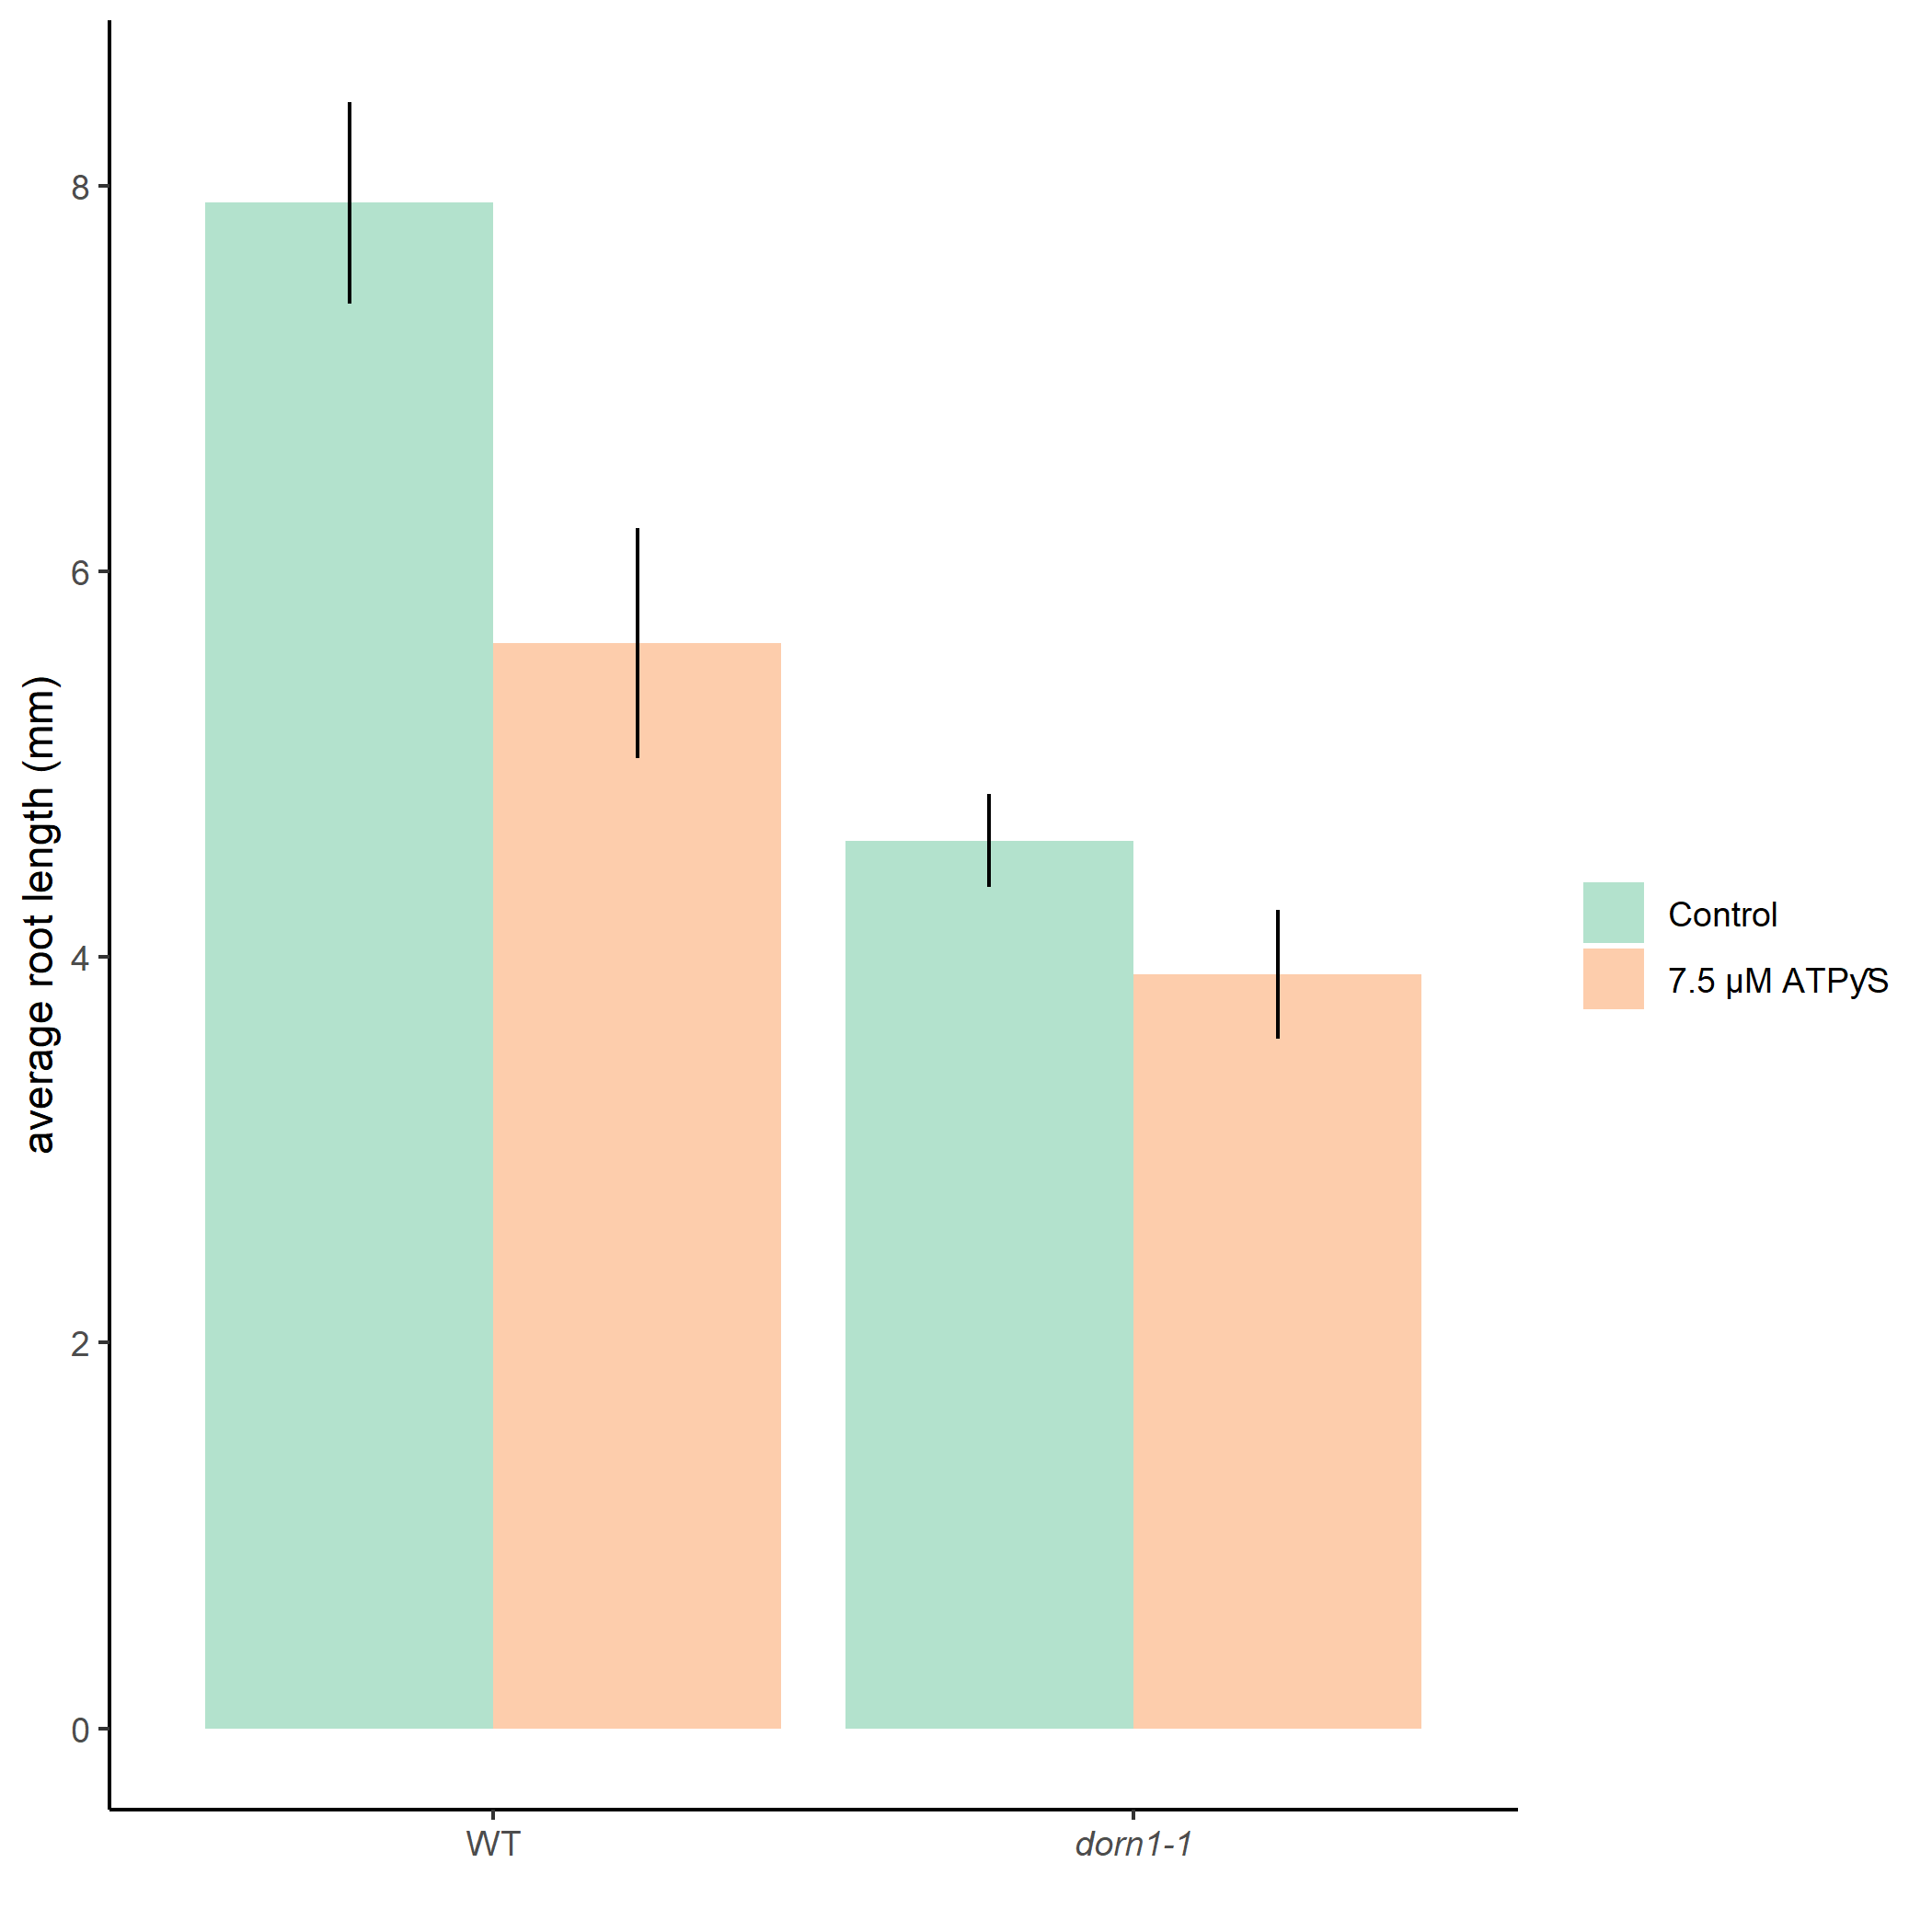 average root length (mm)
8
6
4
2
0
WT
dorn1-1
Control
7.5 µM ATPγS